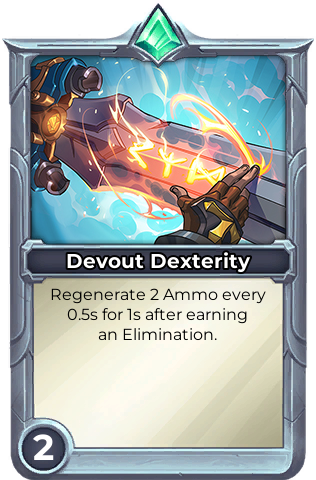 Devout Dexterity
Regenerate 2 Ammo every
0.5s for 1s after earning
an Elimination.
2